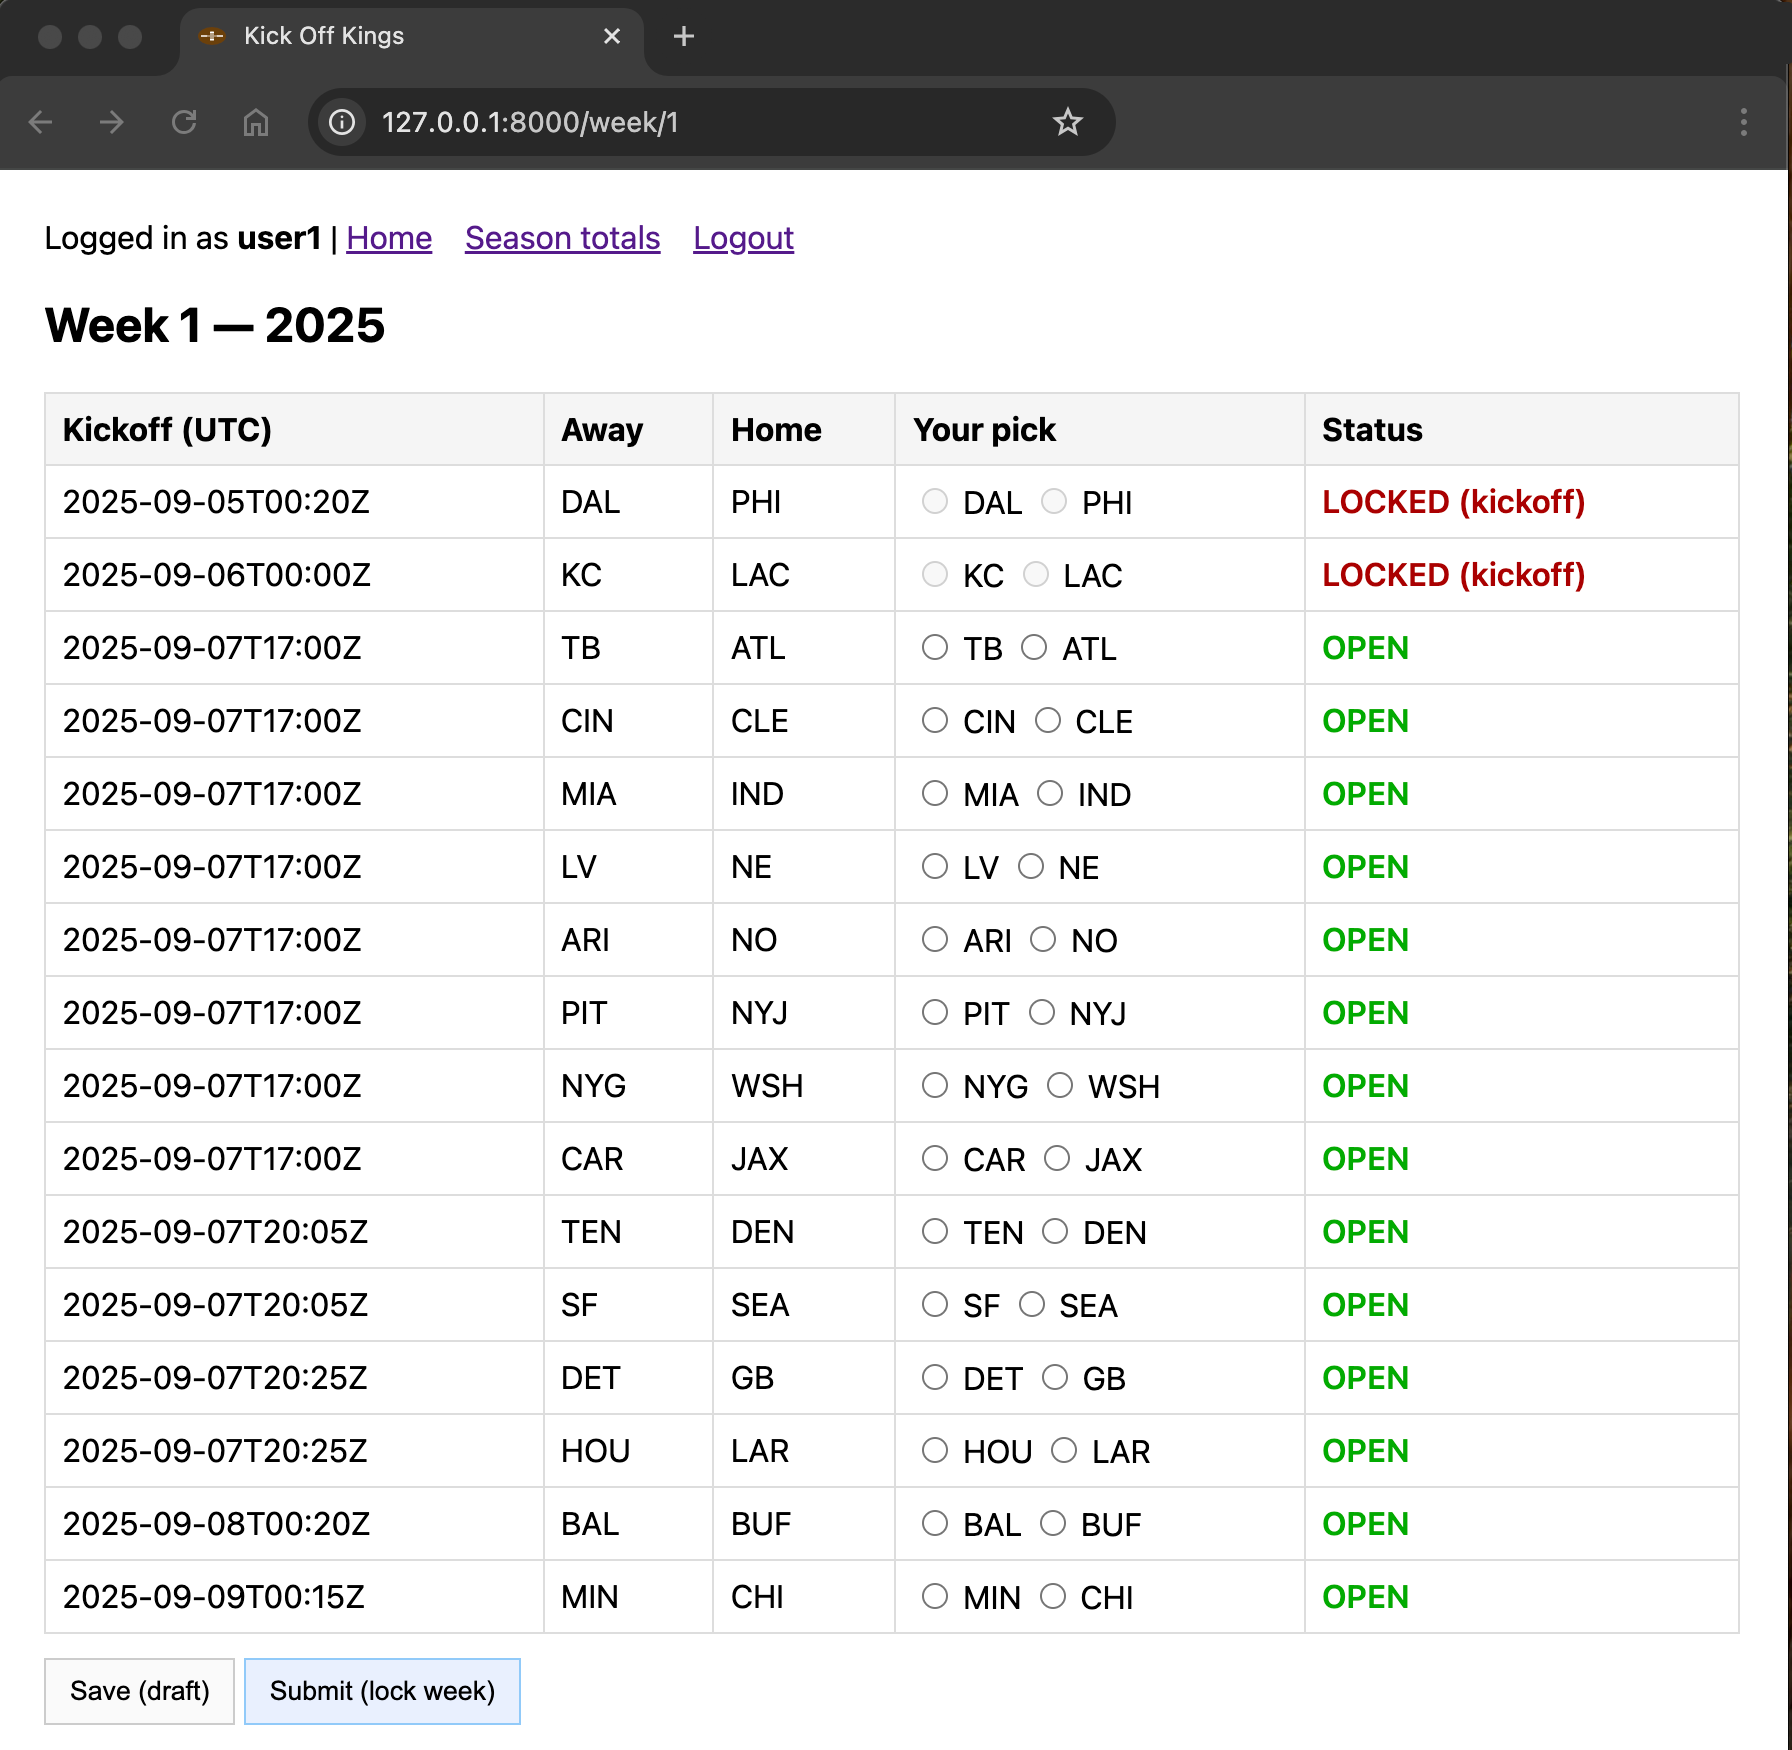 Kick Off Kings
127.0.0.1:8000/week/1
Logged in as user1 | Home Season totals Logout
Week 1 — 2025
Kickoff (UTC) Away Home Your pick Status
2025-09-05T00:20Z DAL PHI DAL PHI LOCKED (kickoff)
2025-09-06T00:00Z KC LAC KC LAC LOCKED (kickoff)
2025-09-07T17:00Z TB ATL TB ATL OPEN
2025-09-07T17:00Z CIN CLE CIN CLE OPEN
2025-09-07T17:00Z MIA IND MIA IND OPEN
2025-09-07T17:00Z LV NE LV NE OPEN
2025-09-07T17:00Z ARI NO ARI NO OPEN
2025-09-07T17:00Z PIT NYJ PIT NYJ OPEN
2025-09-07T17:00Z NYG WSH NYG WSH OPEN
2025-09-07T17:00Z CAR JAX CAR JAX OPEN
2025-09-07T20:05Z TEN DEN TEN DEN OPEN
2025-09-07T20:05Z SF SEA SF SEA OPEN
2025-09-07T20:25Z DET GB DET GB OPEN
2025-09-07T20:25Z HOU LAR HOU LAR OPEN
2025-09-08T00:20Z BAL BUF BAL BUF OPEN
2025-09-09T00:15Z MIN CHI MIN CHI OPEN
Save (draft) Submit (lock week)